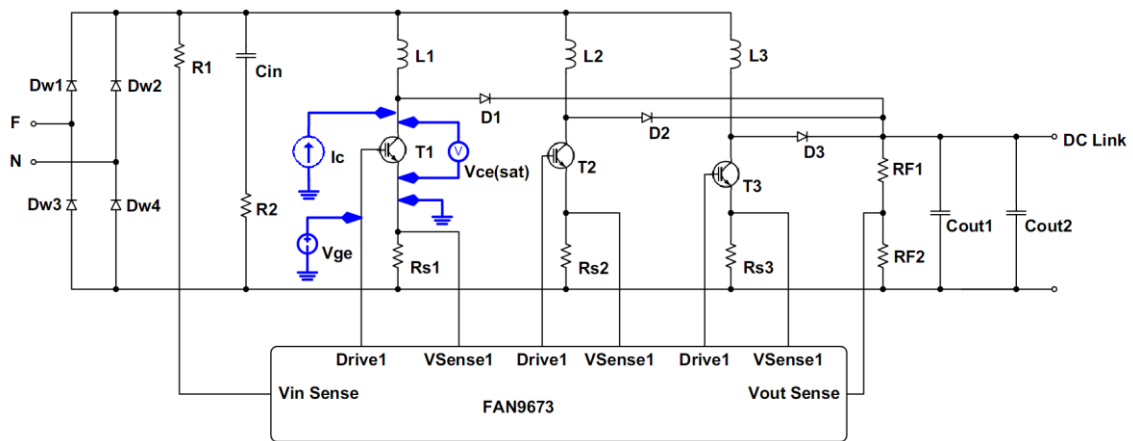 L1
L2
L3
R1
Cin
Dw1
Dw2
D1
F
D2
N
T1
V
Ic
Vce(sat)
T2
D3
DC Link
RF1
T3
Dw3
Dw4
R2
Cout1
Cout2
Vge
Rs1
Rs2
Rs3
RF2
Drive1 VSense1 Drive1 VSense1 Drive1 VSense1
Vin Sense
Vout Sense
FAN9673